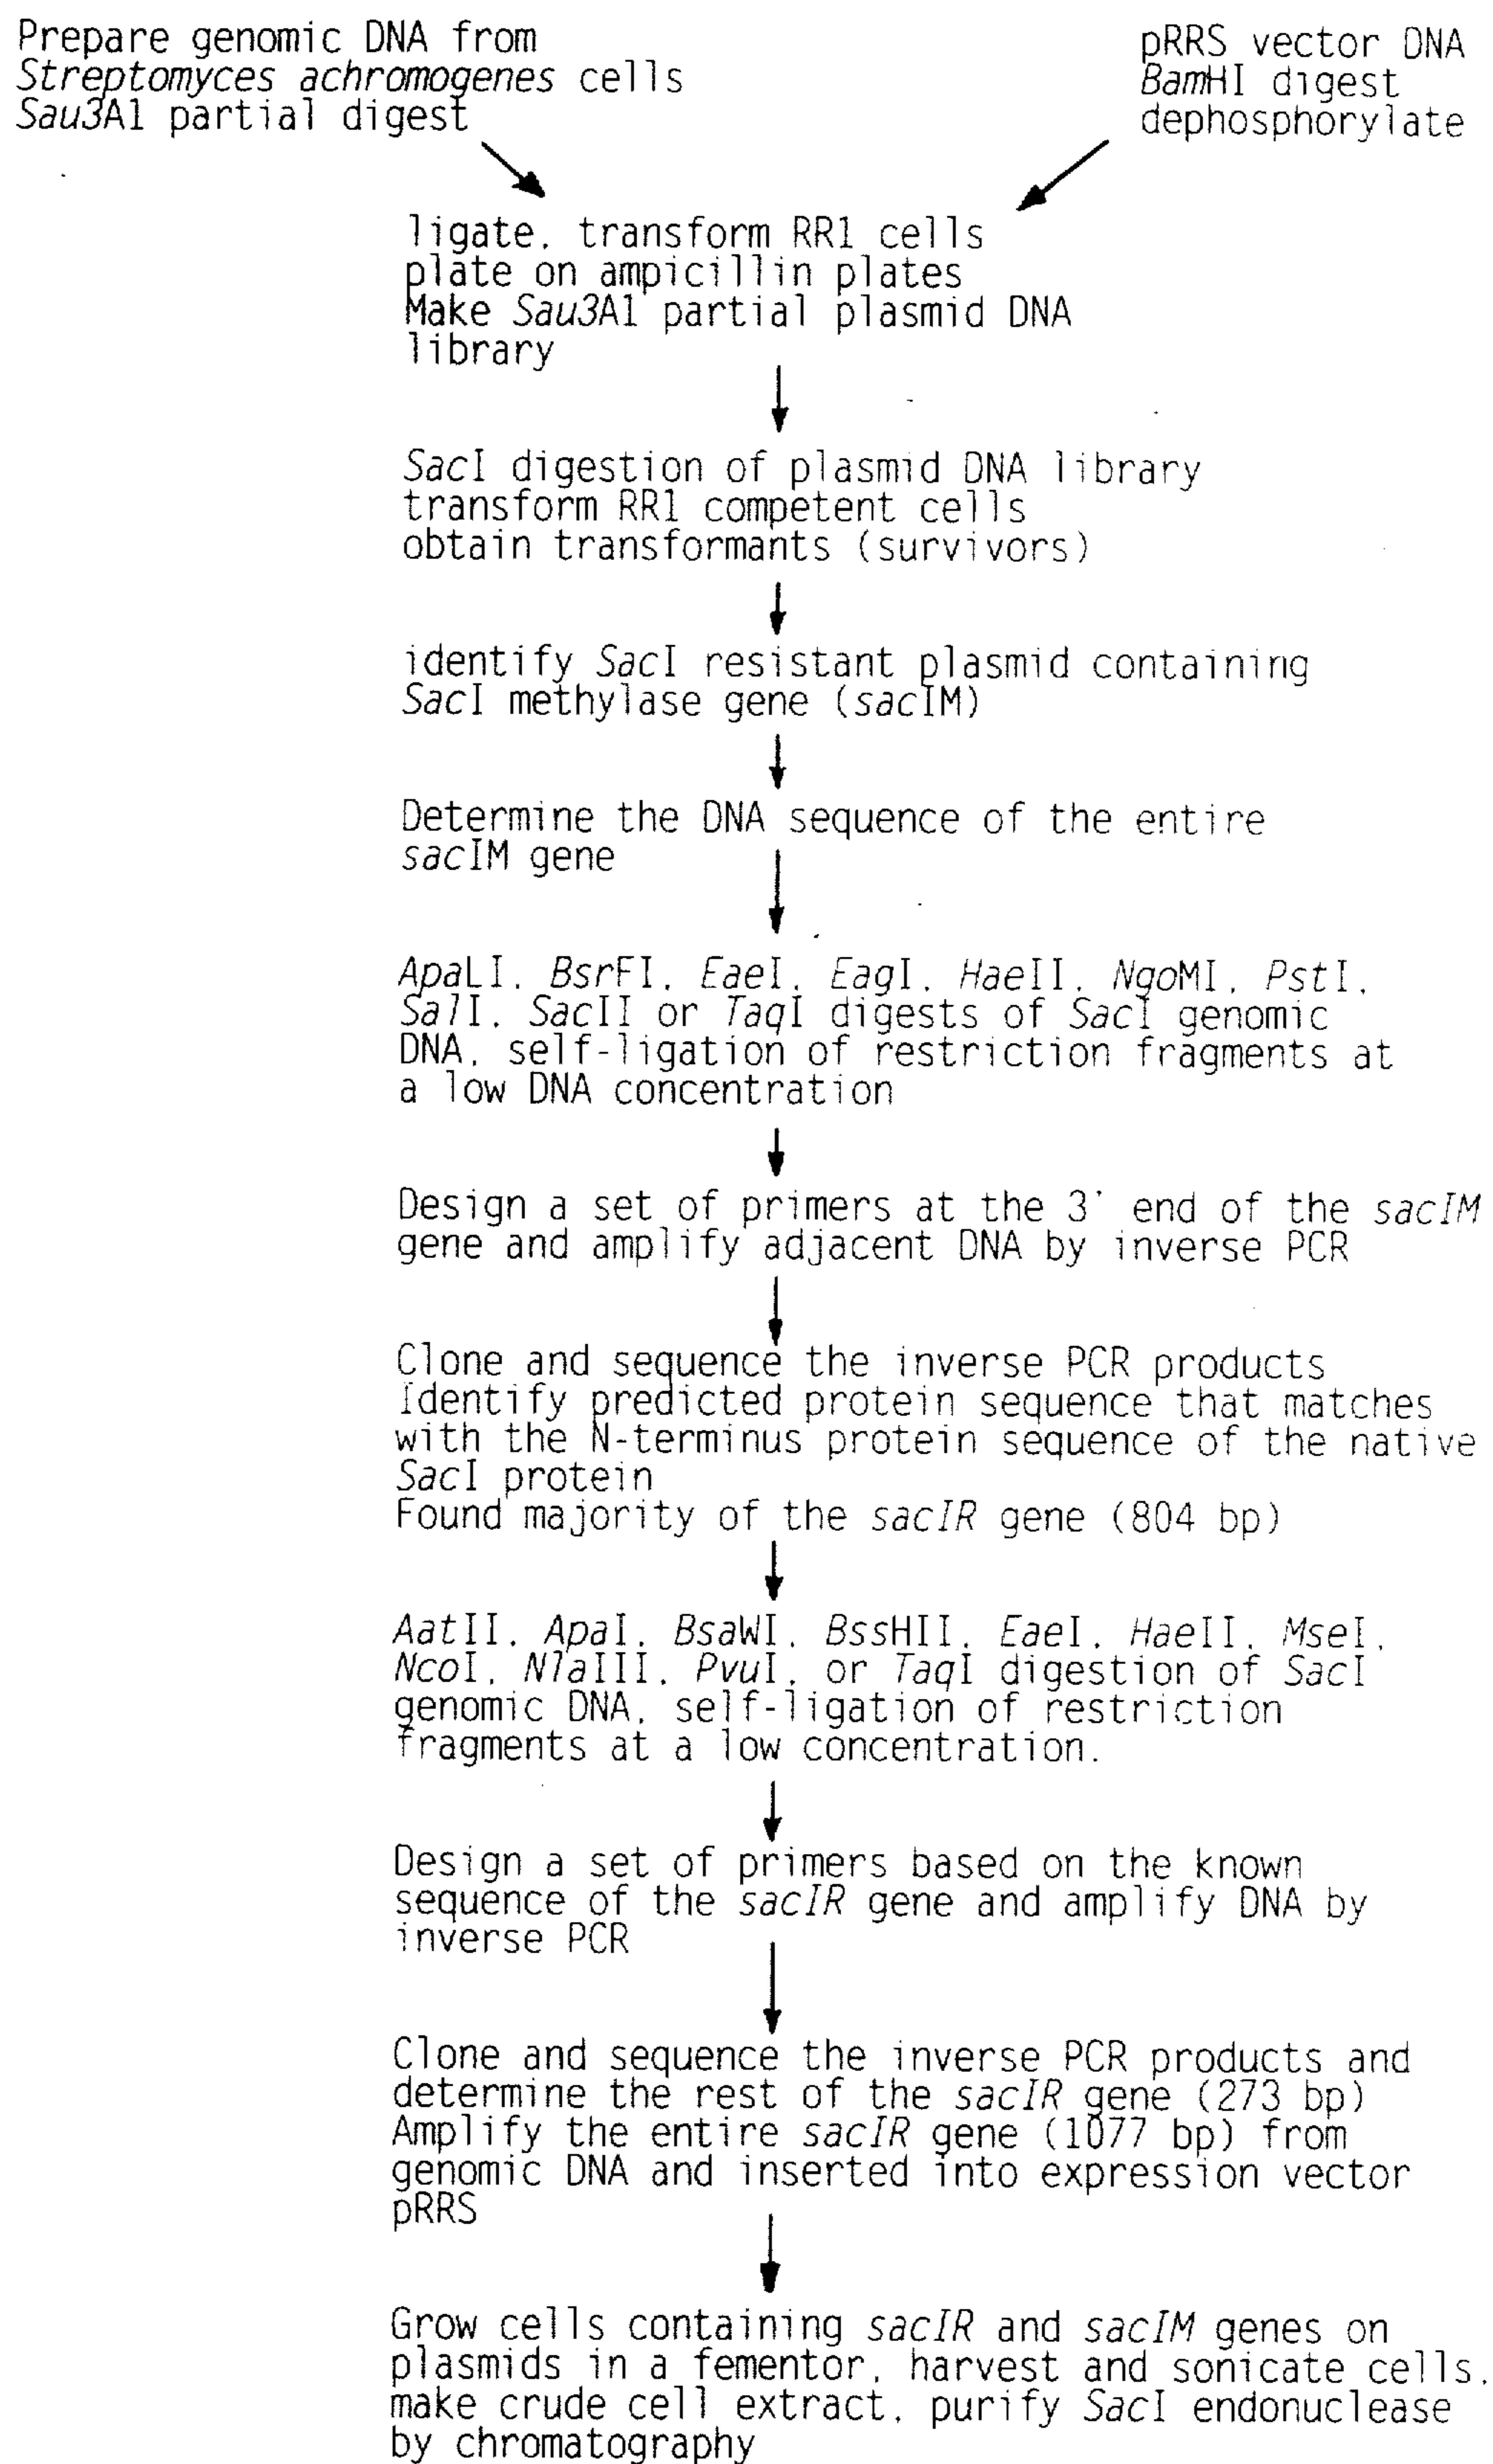 Prepare genomic DNA from
Streptomyces achromogenes cells
Sau3A1 partial digest
pRRS vector DNA
BamHI digest
dephosphorylate
ligate, transform RR1 cells
plate on ampicillin plates
Make Sau3A1 partial plasmid DNA
library
SacI digestion of plasmid DNA library
transform RR1 competent cells
obtain transformants (survivors)
identify SacI resistant plasmid containing
SacI methylase gene (sacIM)
Determine the DNA sequence of the entire
sacIM gene
ApaLI, BsrFI, EaeI, EagI, HaeII, NgoMI, PstI,
SalI, SacII or TaqI digests of SacI genomic
DNA, self-ligation of restriction fragments at
a low DNA concentration
Design a set of primers at the 3' end of the sacIM
gene and amplify adjacent DNA by inverse PCR
Clone and sequence the inverse PCR products
Identify predicted protein sequence that matches
with the N-terminus protein sequence of the native
SacI protein
Found majority of the sacIR gene (804 bp)
AatII, ApaI, BsaWI, BssHII, EaeI, HaeII, MseI,
NcoI, NlaIII, PvuI, or TaqI digestion of SacI
genomic DNA, self-ligation of restriction
fragments at a low concentration.
Design a set of primers based on the known
sequence of the sacIR gene and amplify DNA by
inverse PCR
Clone and sequence the inverse PCR products and
determine the rest of the sacIR gene (273 bp)
Amplify the entire sacIR gene (1077 bp) from
genomic DNA and inserted into expression vector
pRRS
Grow cells containing sacIR and sacIM genes on
plasmids in a fementor, harvest and sonicate cells,
make crude cell extract, purify SacI endonuclease
by chromatography